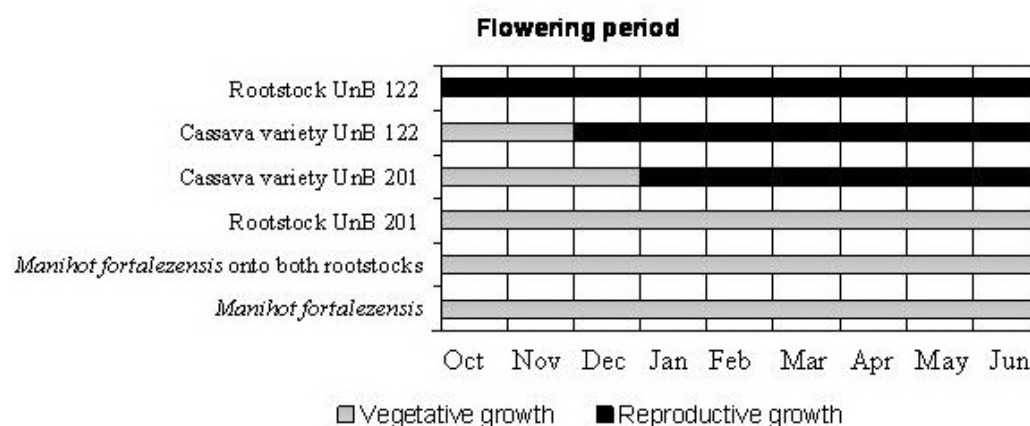 Flowering period
Rootstock UnB 122
Cassava variety UnB 122
Cassava variety UnB 201
Rootstock UnB 201
Manihot fortalezensis onto both rootstocks
Manihot fortalezensis
Oct Nov Dec Jan Feb Mar Apr May Jun
Vegetative growth Reproductive growth